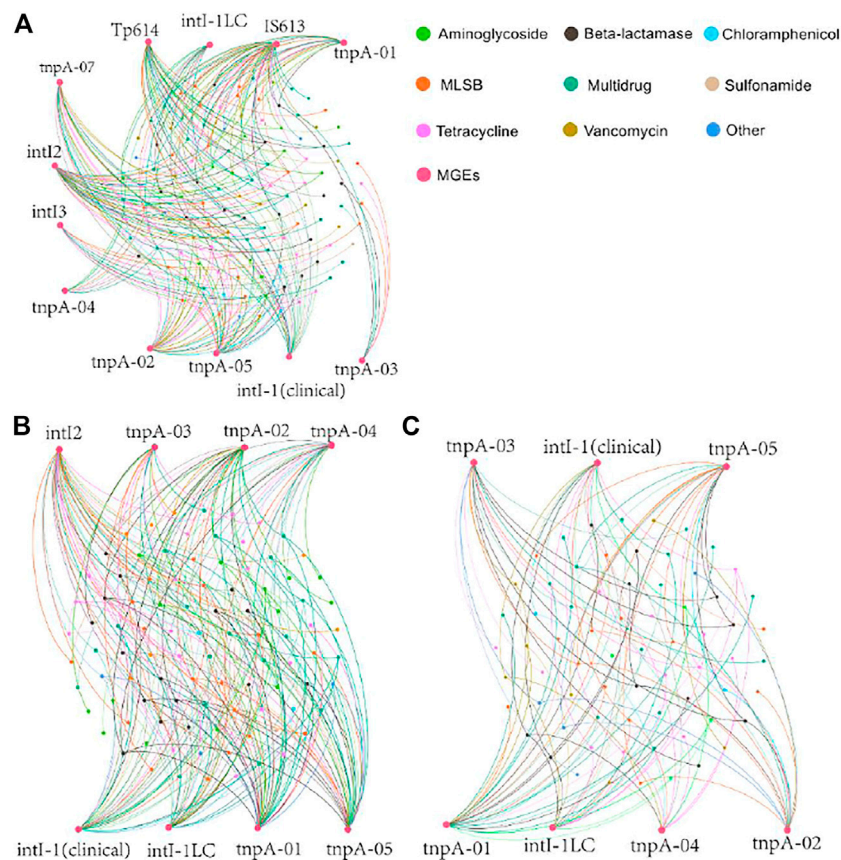 A
Tp614
intI-1LC
IS613
tnpA-01
tnpA-07
intI2
intI3
tnpA-04
tnpA-02
tnpA-05
intI-1(clinical)
tnpA-03
Aminoglycoside
Beta-lactamase
Chloramphenicol
MLSB
Multidrug
Sulfonamide
Tetracycline
Vancomycin
Other
MGEs
B
intI2
tnpA-03
tnpA-02
tnpA-04
intI-1(clinical)
intI-1LC
tnpA-01
tnpA-05
C
tnpA-03
intI-1(clinical)
tnpA-05
tnpA-01
intI-1LC
tnpA-04
tnpA-02